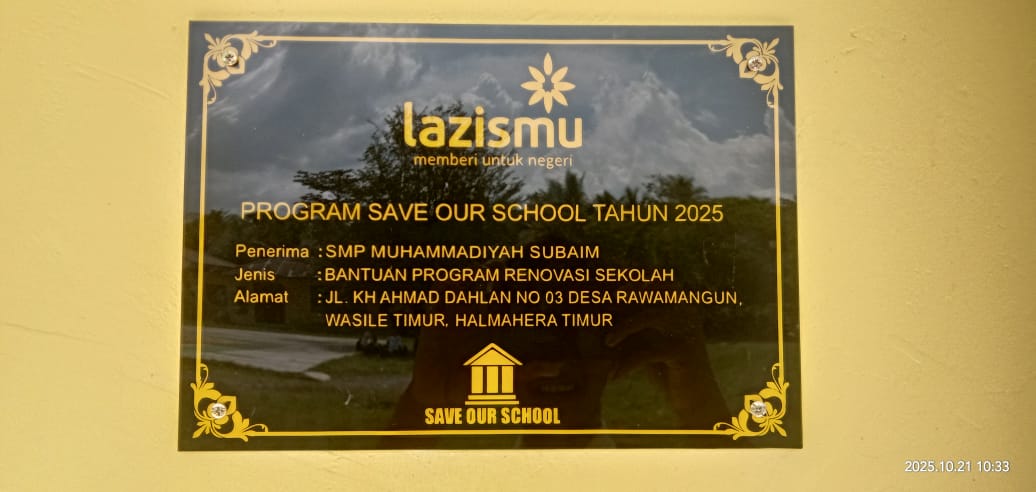 lazismu
memberi untuk negeri
PROGRAM SAVE OUR SCHOOL TAHUN 2025
Penerima : SMP MUHAMMADIYAH SUBAIM
Jenis : BANTUAN PROGRAM RENOVASI SEKOLAH
Alamat : JL. KH AHMAD DAHLAN NO 03 DESA RAWAMANGUN,
WASILE TIMUR, HALMAHERA TIMUR
SAVE OUR SCHOOL
2025.10.21 10:33